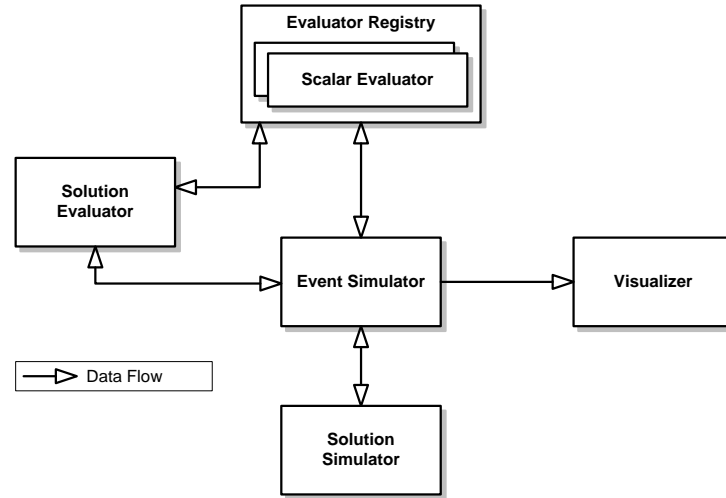 Evaluator Registry
Scalar Evaluator
Solution
Evaluator
Event Simulator
Visualizer
Data Flow
Solution
Simulator